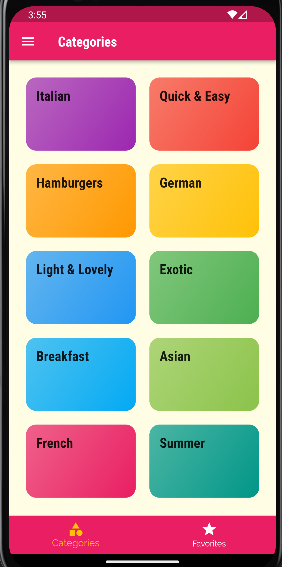 3:55
Categories
Italian
Quick & Easy
Hamburgers
German
Light & Lovely
Exotic
Breakfast
Asian
French
Summer
Categories
Favorites